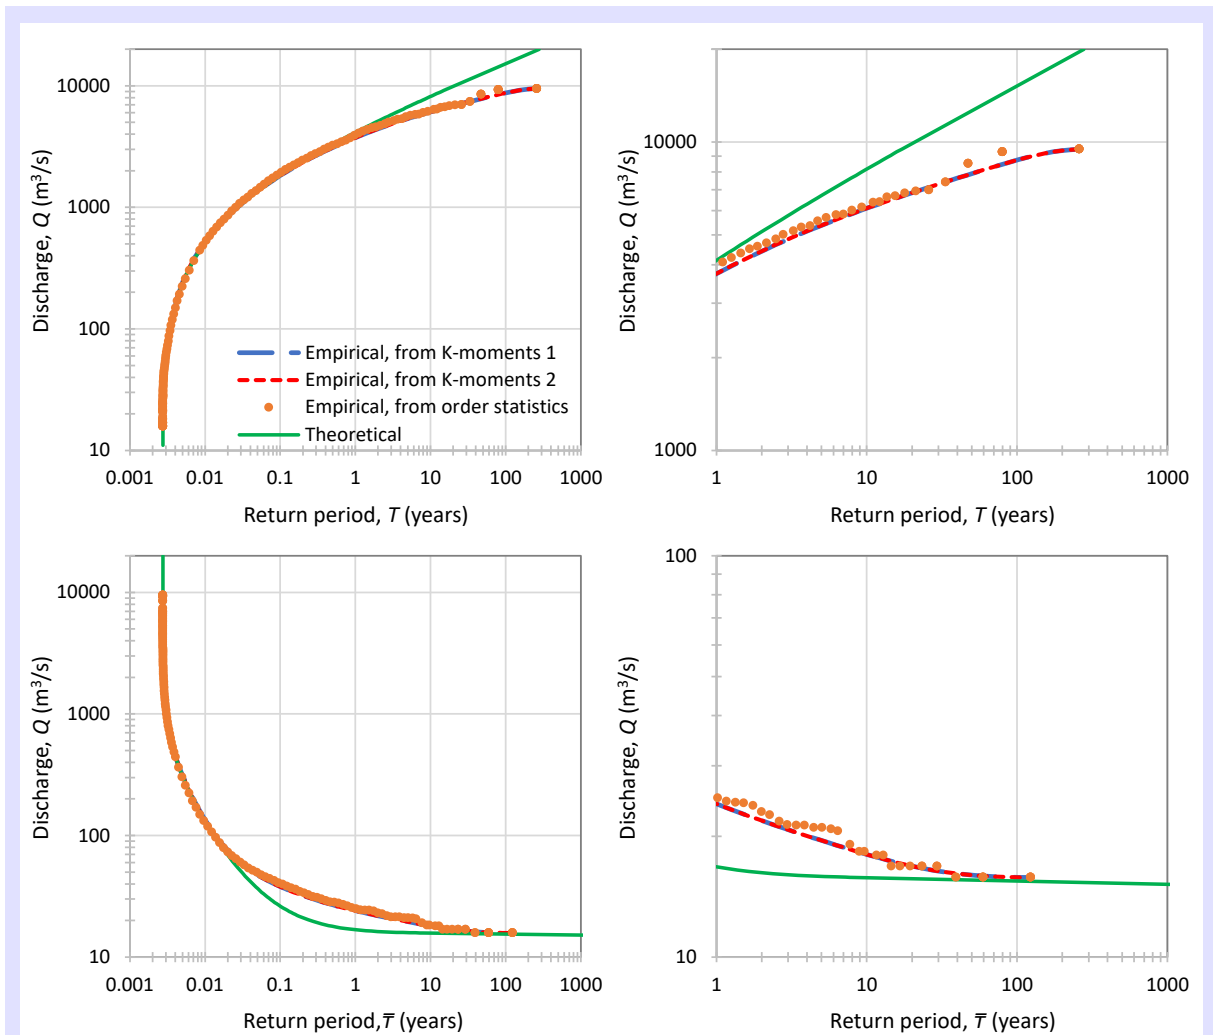 10000
1000
100
10
Discharge, Q (m³/s)
Empirical, from K-moments 1
Empirical, from K-moments 2
Empirical, from order statistics
Theoretical
0.001 0.01 0.1 1 10 100 1000
Return period, T (years)
10000
1000
Discharge, Q (m³/s)
1 10 100 1000
Return period, T (years)
10000
1000
100
10
Discharge, Q (m³/s)
0.001 0.01 0.1 1 10 100 1000
Return period,T̅ (years)
100
10
Discharge, Q (m³/s)
1 10 100 1000
Return period, T̅ (years)